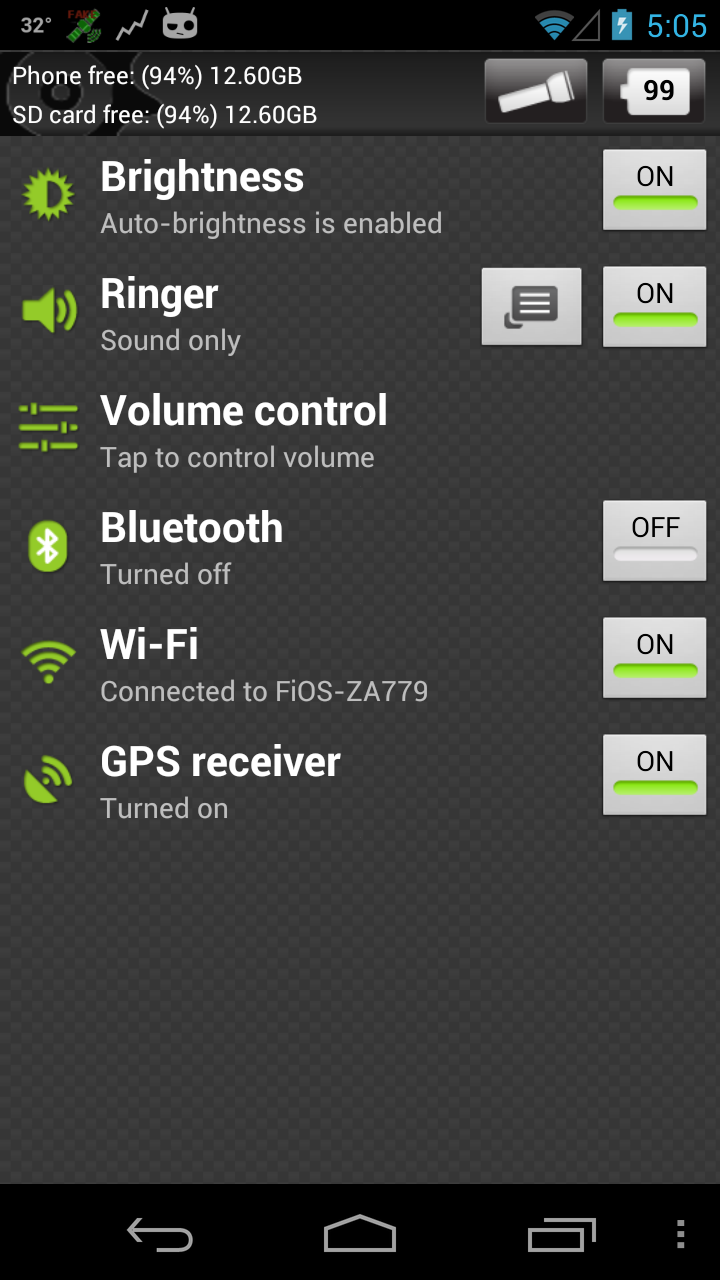 32°
FAKE
5:05
Phone free: (94%) 12.60GB
SD card free: (94%) 12.60GB
99
Brightness
Auto-brightness is enabled
ON
Ringer
Sound only
ON
Volume control
Tap to control volume
Bluetooth
Turned off
OFF
Wi-Fi
Connected to FiOS-ZA779
ON
GPS receiver
Turned on
ON